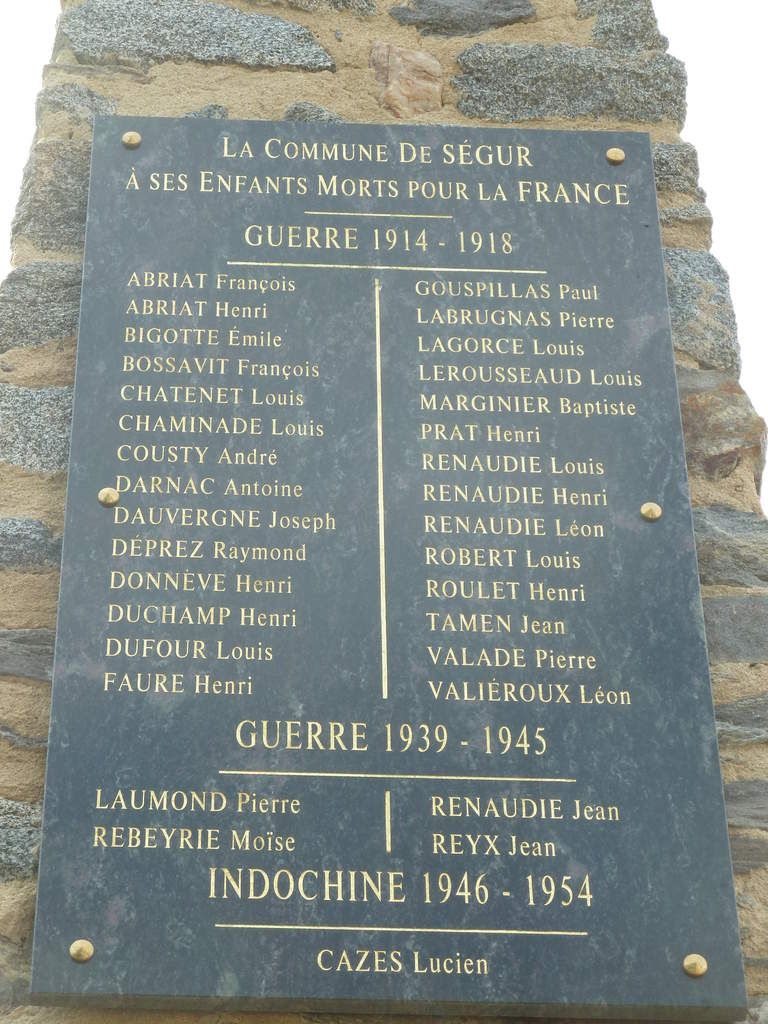 LA COMMUNE DE SÉGUR
À SES ENFANTS MORTS POUR LA FRANCE
GUERRE 1914 - 1918
ABRIAT François
ABRIAT Henri
BIGOTTE Émile
BOSSAVIT François
CHATENET Louis
CHAMINADE Louis
COUSTY André
DARNAC Antoine
DAUVERGNE Joseph
DÉPREZ Raymond
DONNÈVE Henri
DUCHAMP Henri
DUFOUR Louis
FAURE Henri
GOUSPILLAS Paul
LABRUGNAS Pierre
LAGORCE Louis
LEROUSSEAUD Louis
MARGINIER Baptiste
PRAT Henri
RENAUDIE Louis
RENAUDIE Henri
RENAUDIE Léon
ROBERT Louis
ROULET Henri
TAMEN Jean
VALADE Pierre
VALIÉROUX Léon
GUERRE 1939 - 1945
LAUMOND Pierre
REBEYRIE Moïse
RENAUDIE Jean
REYX Jean
INDOCHINE 1946 - 1954
CAZES Lucien